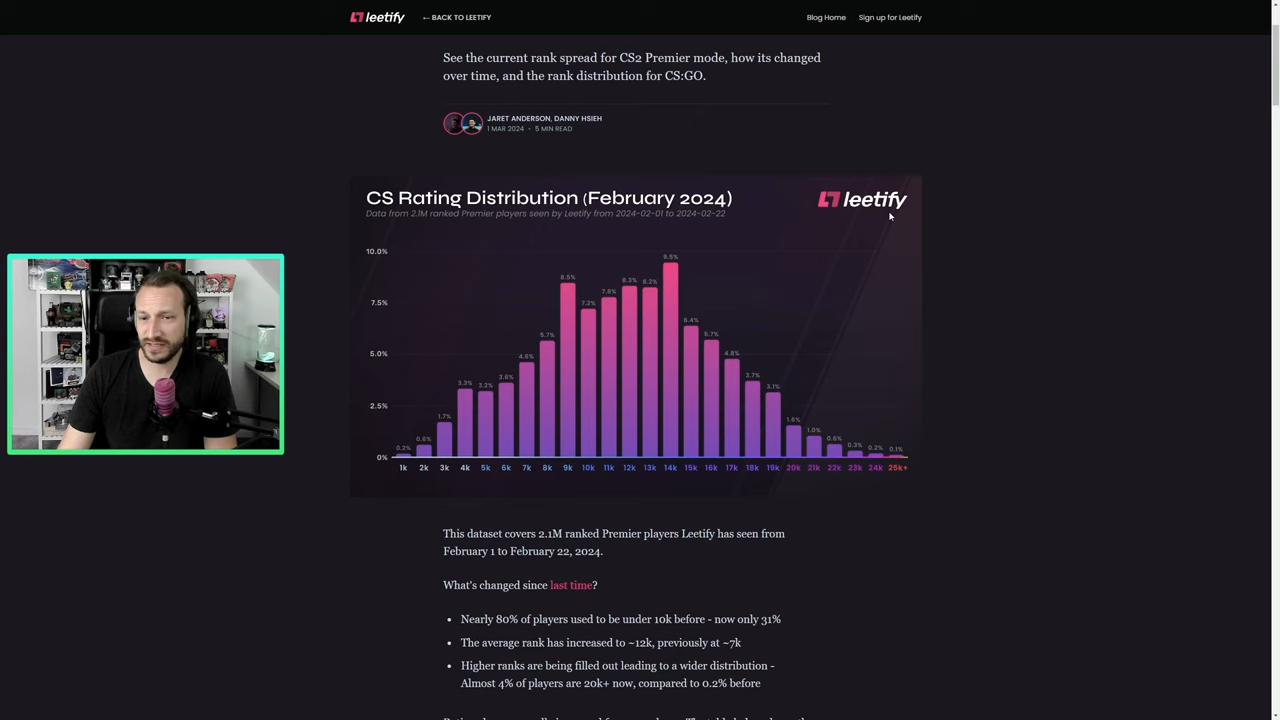 leetify
← BACK TO LEETIFY
Blog Home
Sign up for Leetify
See the current rank spread for CS2 Premier mode, how its changed
over time, and the rank distribution for CS:GO.
JARET ANDERSON, DANNY HSIEH
1 MAR 2024 • 5 MIN READ
CS Rating Distribution (February 2024)
leetify
Data from 2.1M ranked Premier players seen by Leetify from 2024-02-01 to 2024-02-22
10.0%
7.5%
5.0%
2.5%
0%
0.2% 0.6% 1.7% 3.3% 3.2% 3.6% 4.6% 5.7% 8.5% 7.2% 7.8% 8.3% 8.2% 9.5% 6.4% 5.7% 4.8% 3.7% 3.1% 1.6% 1.0% 0.6% 0.3% 0.2% 0.1%
1k 2k 3k 4k 5k 6k 7k 8k 9k 10k 11k 12k 13k 14k 15k 16k 17k 18k 19k 20k 21k 22k 23k 24k 25k+
This dataset covers 2.1M ranked Premier players Leetify has seen from
February 1 to February 22, 2024.
What's changed since last time?
• Nearly 80% of players used to be under 10k before - now only 31%
• The average rank has increased to ~12k, previously at ~7k
• Higher ranks are being filled out leading to a wider distribution -
Almost 4% of players are 20k+ now, compared to 0.2% before